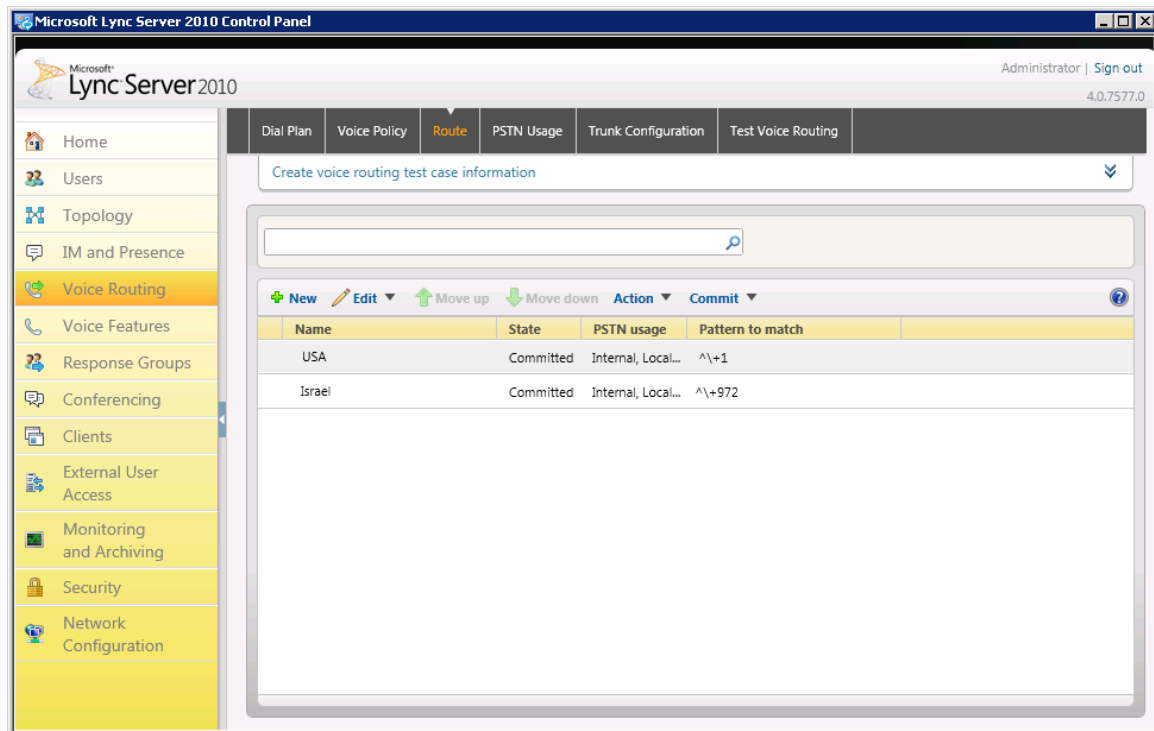 Microsoft Lync Server 2010 Control Panel
Microsoft®
Lync Server 2010
Administrator | Sign out
4.0.7577.0
Home
Users
Topology
IM and Presence
Voice Routing
Voice Features
Response Groups
Conferencing
Clients
External User
Access
Monitoring
and Archiving
Security
Network
Configuration
Dial Plan Voice Policy Route PSTN Usage Trunk Configuration Test Voice Routing
Create voice routing test case information
New Edit Move up Move down Action Commit
Name State PSTN usage Pattern to match
USA Committed Internal, Local... ^\+1
Israel Committed Internal, Local... ^\+972